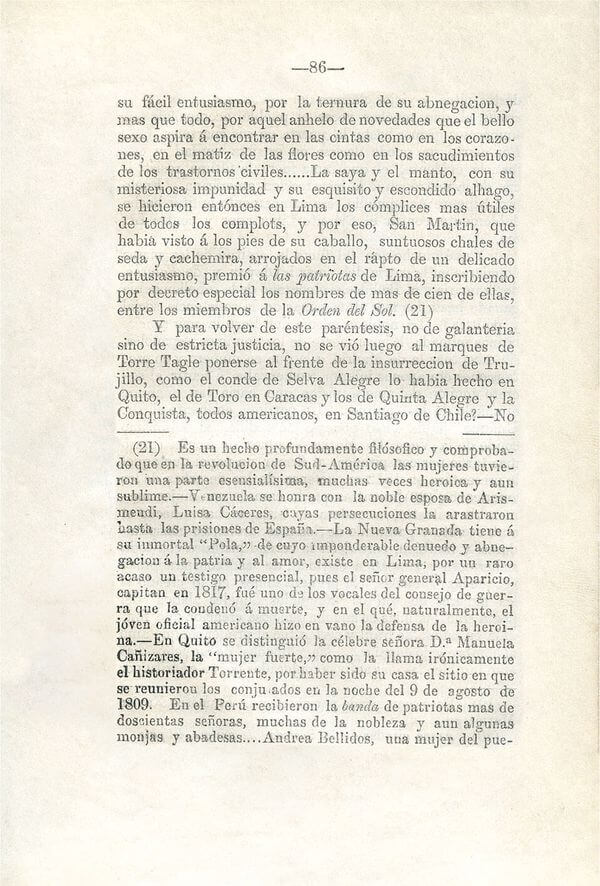 —86—
su fácil entusiasmo, por la ternura de su abnegacion, y
mas que todo, por aquel anhelo de novedades que el bello
sexo aspira á encontrar en las cintas como en los corazo-
nes, en el matiz de las flores como en los sacudimientos
de los trastornos civiles......La saya y el manto, con su
misteriosa impunidad y su esquisito y escondido alhago,
se hicieron entónces en Lima los cómplices mas útiles
de todos los complots, y por eso, San Martin, que
habia visto á los pies de su caballo, suntuosos chales de
seda y cachemira, arrojados en el rápto de un delicado
entusiasmo, premió á las patriotas de Lima, inscribiendo
por decreto especial los nombres de mas de cien de ellas,
entre los miembros de la Orden del Sol. (21)
Y para volver de este paréntesis, no de galanteria
sino de estricta justicia, no se vió luego al marques de
Torre Tagle ponerse al frente de la insurreccion de Tru-
jillo, como el conde de Selva Alegre lo habia hecho en
Quito, el de Toro en Caracas y los de Quinta Alegre y la
Conquista, todos americanos, en Santiago de Chile?—No
(21) Es un hecho profundamente filósofico y comproba-
do que en la revolucion de Sud-América las mujeres tuvie-
ron una parte esensialísima, muchas veces heroica y aun
sublime.—Venezuela se honra con la noble esposa de Aris-
mendi, Luisa Cáceres, cuyas persecuciones la arastraron
hasta las prisiones de España.—La Nueva Granada tiene á
su inmortal “Pola,” de cuyo imponderable denuedo y abne-
gacion á la patria y al amor, existe en Lima, por un raro
acaso un testigo presencial, pues el señor general Aparicio,
capitan en 1817, fué uno de los vocales del consejo de guer-
ra que la condenó á muerte, y en el qué, naturalmente, el
jóven oficial americano hizo en vano la defensa de la heroi-
na.—En Quito se distinguió la célebre señora D.ª Manuela
Cañizares, la “mujer fuerte,” como la llama irónicamente
el historiador Torrente, por haber sido su casa el sitio en que
se reunieron los conju ados en la noche del 9 de agosto de
1809. En el Perú recibieron la banda de patriotas mas de
doscientas señoras, muchas de la nobleza y aun algunas
monjas y abadesas....Andrea Bellidos, una mujer del pue-